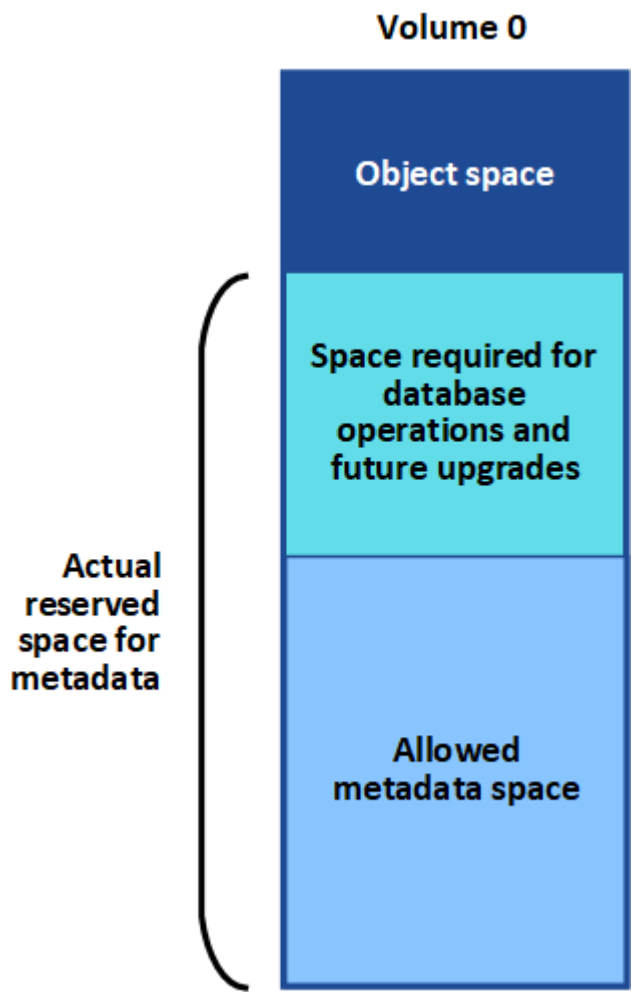 Volume 0
Object space
Space required for
database
operations and
future upgrades
Actual
reserved
space for
metadata
Allowed
metadata space